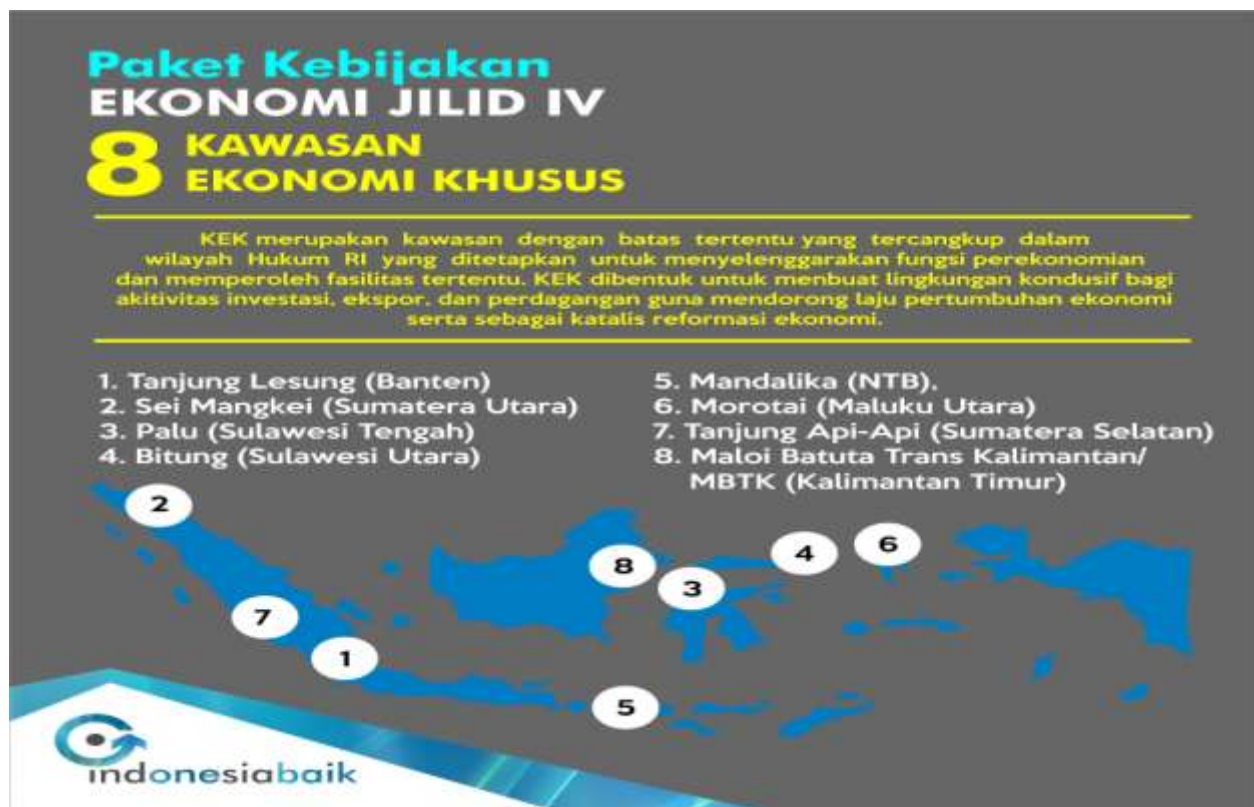 Paket Kebijakan
EKONOMI JILID IV
8 KAWASAN
EKONOMI KHUSUS
KEK merupakan kawasan dengan batas tertentu yang tercangkup dalam
wilayah Hukum RI yang ditetapkan untuk menyelenggarakan fungsi perekonomian
dan memperoleh fasilitas tertentu. KEK dibentuk untuk menbuat lingkungan kondusif bagi
akitivitas investasi, ekspor, dan perdagangan guna mendorong laju pertumbuhan ekonomi
serta sebagai katalis reformasi ekonomi.
1. Tanjung Lesung (Banten)
2. Sei Mangkei (Sumatera Utara)
3. Palu (Sulawesi Tengah)
4. Bitung (Sulawesi Utara)
5. Mandalika (NTB).
6. Morotai (Maluku Utara)
7. Tanjung Api-Api (Sumatera Selatan)
8. Maloi Batuta Trans Kalimantan/
MBTK (Kalimantan Timur)
2
4
6
8
3
7
1
5
indonesiabaik